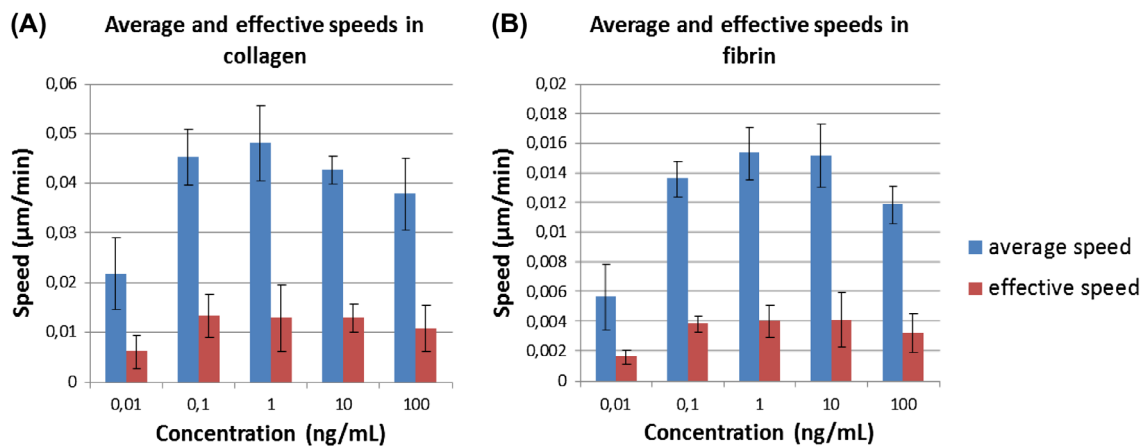 (A) Average and effective speeds in
collagen
0,06
0,05
0,04
0,03
0,02
0,01
0
Speed (µm/min)
0,01 0,1 1 10 100
Concentration (ng/mL)
(B) Average and effective speeds in
fibrin
0,02
0,018
0,016
0,014
0,012
0,01
0,008
0,006
0,004
0,002
0
Speed (µm/min)
0,01 0,1 1 10 100
Concentration (ng/mL)
average speed
effective speed